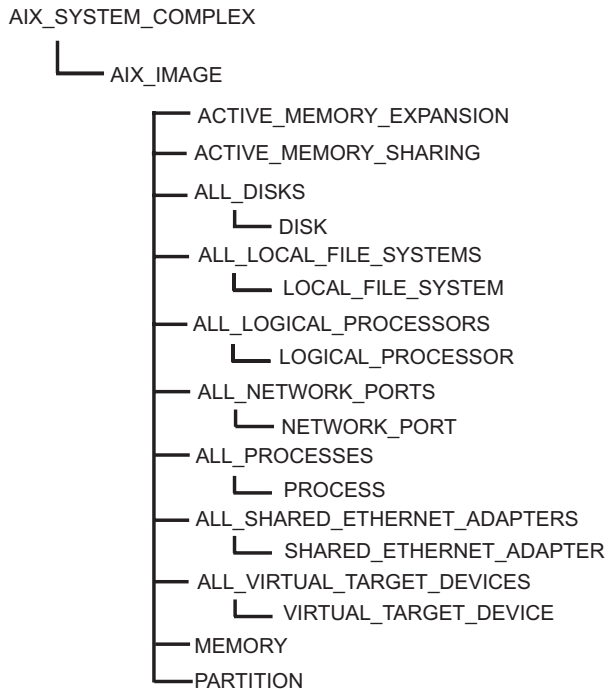 AIX_SYSTEM_COMPLEX
AIX_IMAGE
ACTIVE_MEMORY_EXPANSION
ACTIVE_MEMORY_SHARING
ALL_DISKS
DISK
ALL_LOCAL_FILE_SYSTEMS
LOCAL_FILE_SYSTEM
ALL_LOGICAL_PROCESSORS
LOGICAL_PROCESSOR
ALL_NETWORK_PORTS
NETWORK_PORT
ALL_PROCESSES
PROCESS
ALL_SHARED_ETHERNET_ADAPTERS
SHARED_ETHERNET_ADAPTER
ALL_VIRTUAL_TARGET_DEVICES
VIRTUAL_TARGET_DEVICE
MEMORY
PARTITION